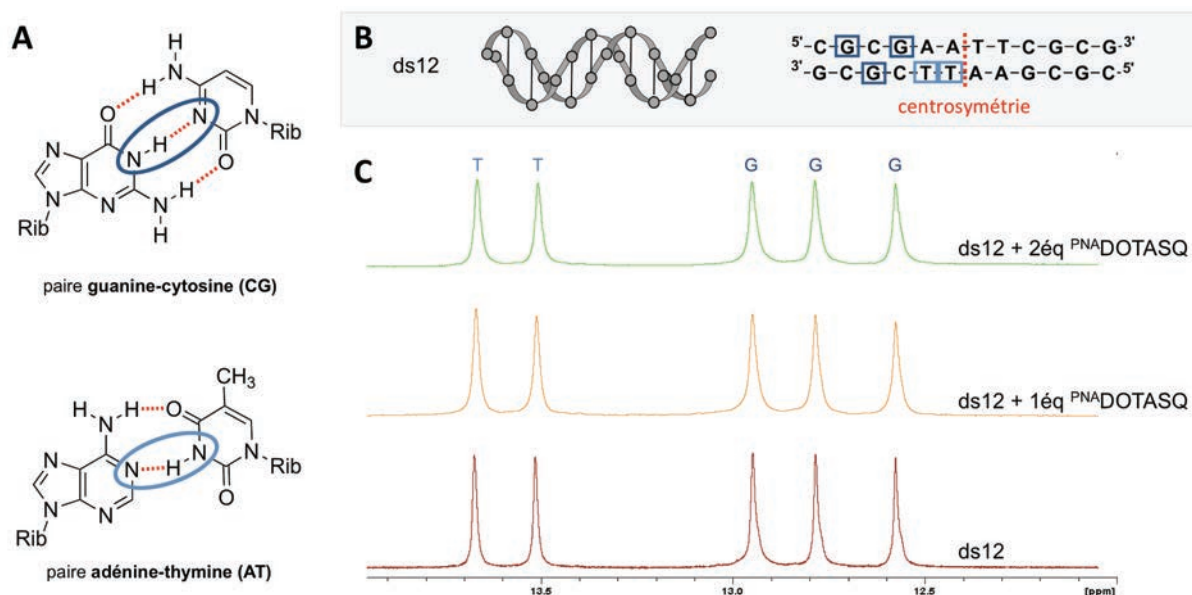 A
H
N
H
H
O
N
N
Rib
N
N
H
O
N
N
N
H
Rib
H
paire guanine-cytosine (CG)
CH₃
H
N
H
O
N
N
H
N
N
Rib
N
N
O
Rib
paire adénine-thymine (AT)
B
ds12
5'-C-G-C-G-A-A-T-T-C-G-C-G-3'
3'-G-C-G-C-T-T-A-A-G-C-G-C-5'
centrosymétrie
C
T T G G G
ds12 + 2éq PNADOTASQ
ds12 + 1éq PNADOTASQ
ds12
13.5 13.0 12.5 [ppm]